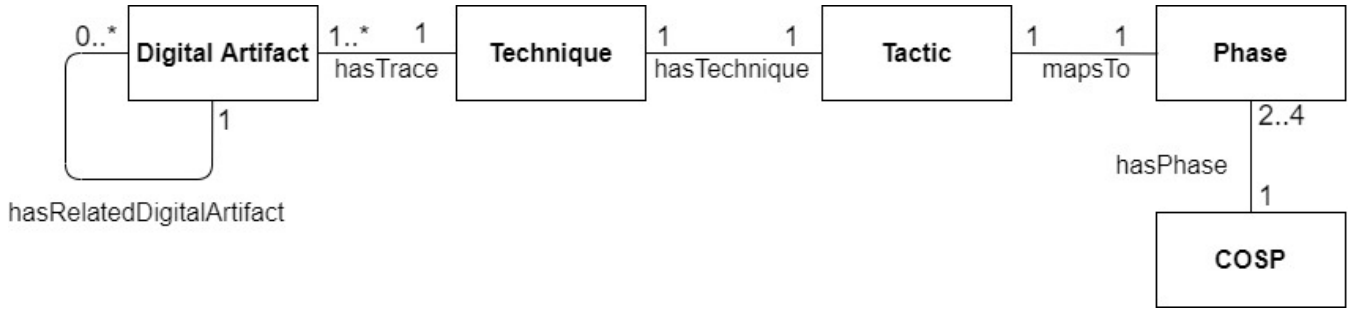 0..* Digital Artifact 1..* 1 Technique 1 1 Tactic 1 1 Phase
hasTrace hasTechnique mapsTo
1 2..4
hasPhase
hasRelatedDigitalArtifact 1
COSP